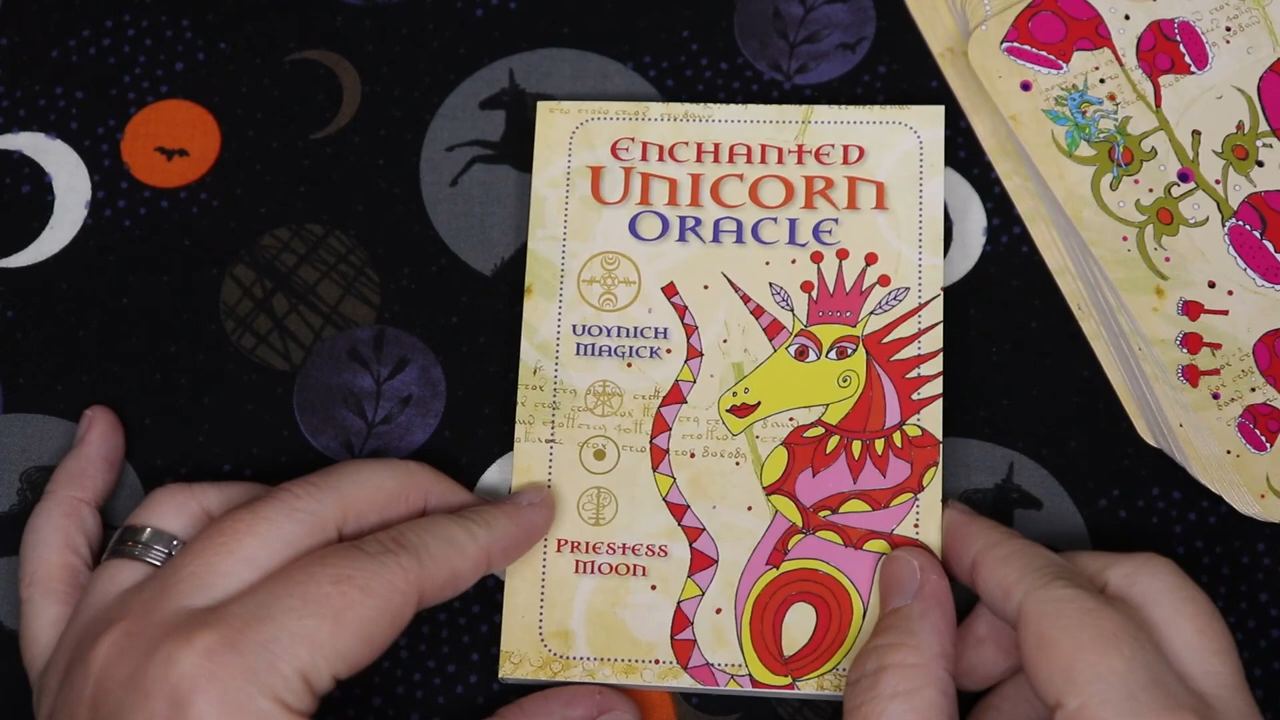 ENCHANTED
UNICORN
ORACLE
VOYNICH
MAGICK
PRIESTESS
MOON